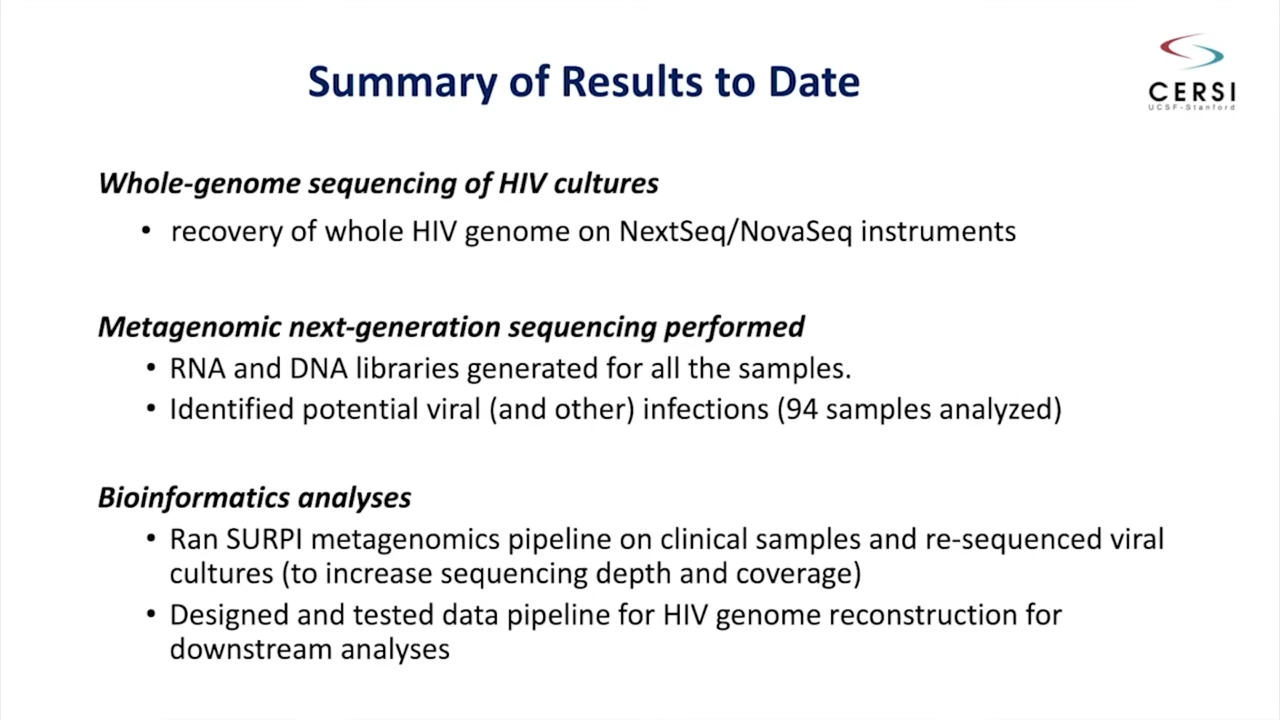 Summary of Results to Date
CERSI
UCSF-Stanford
Whole-genome sequencing of HIV cultures
• recovery of whole HIV genome on NextSeq/NovaSeq instruments
Metagenomic next-generation sequencing performed
• RNA and DNA libraries generated for all the samples.
• Identified potential viral (and other) infections (94 samples analyzed)
Bioinformatics analyses
• Ran SURPI metagenomics pipeline on clinical samples and re-sequenced viral
cultures (to increase sequencing depth and coverage)
• Designed and tested data pipeline for HIV genome reconstruction for
downstream analyses